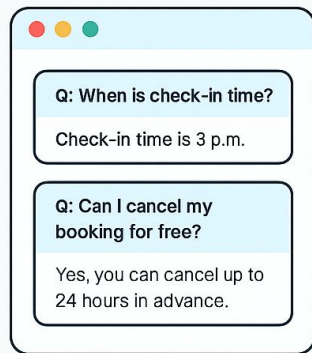 Q: When is check-in time?
Check-in time is 3 p.m.
Q: Can I cancel my
booking for free?
Yes, you can cancel up to
24 hours in advance.